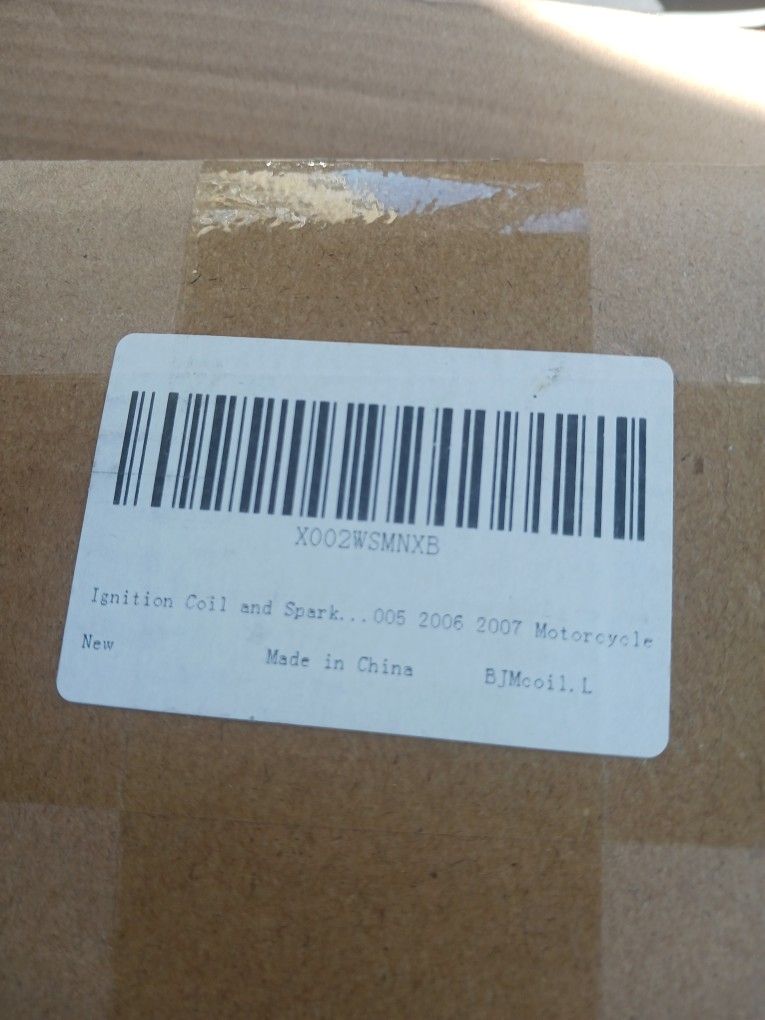 X002WSMNXB
Ignition Coil and Spark...005 2006 2007 Motorcycle
New
Made in China
BJMcoil.L